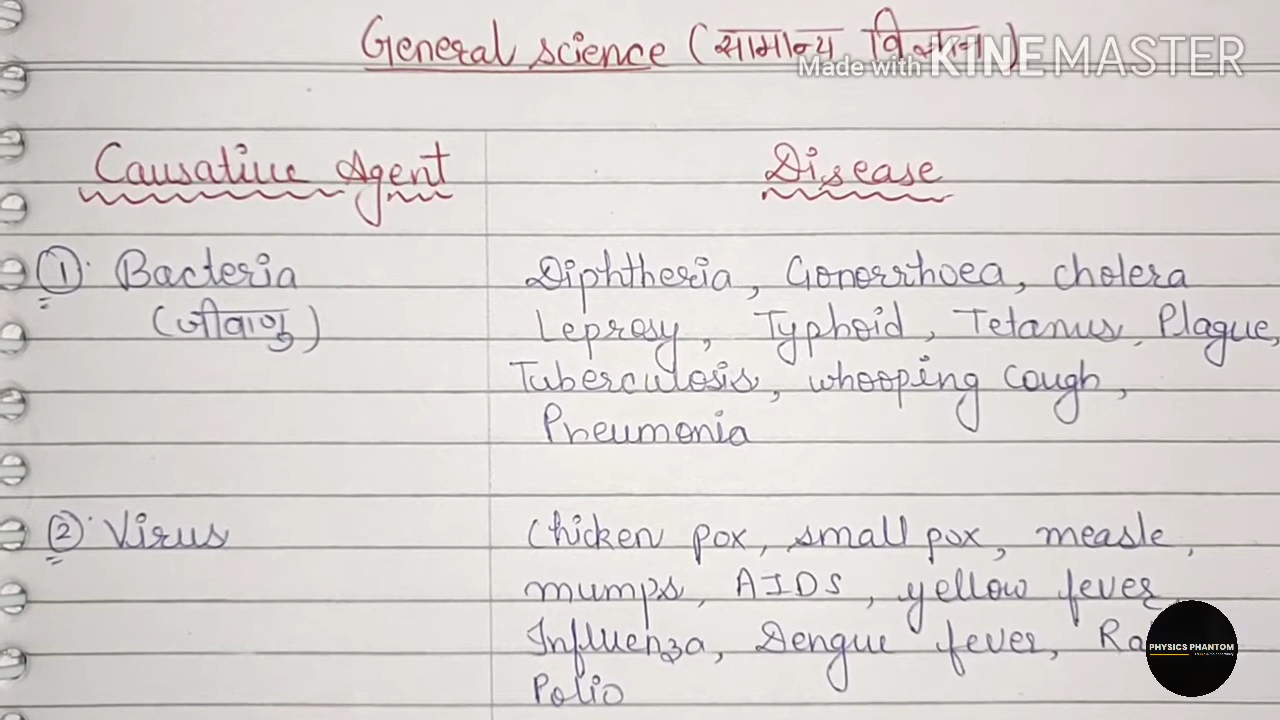 General science (सामान्य विज्ञान)
Made with KINEMASTER
Causative Agent Disease
① Bacteria Diphtheria, Gonorrhoea, cholera
(जीवाणु) Leprosy, Typhoid, Tetanus, Plague,
Tuberculosis, whooping cough,
Pneumonia
② Virus Chicken pox, small pox, measle,
mumps, AIDS, yellow fever
Influenza, Dengue fever,
PHYSICS PHANTOM
Polio